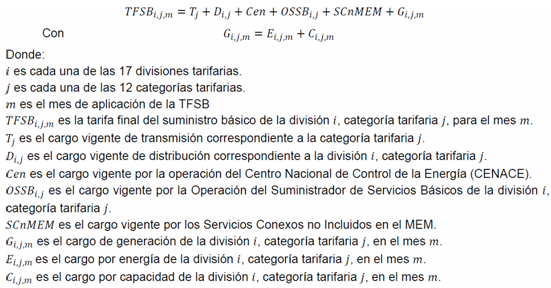 TFSB_{i,j,m} = T_j + D_{i,j} + Cen + OSSB_{i,j} + SCnMEM + G_{i,j,m}
Con G_{i,j,m} = E_{i,j,m} + C_{i,j,m}
Donde:
i es cada una de las 17 divisiones tarifarias.
j es cada una de las 12 categorías tarifarias.
m es el mes de aplicación de la TFSB
TFSB_{i,j,m} es la tarifa final del suministro básico de la división i, categoría tarifaria j, para el mes m.
T_j es el cargo vigente de transmisión correspondiente a la categoría tarifaria j.
D_{i,j} es el cargo vigente de distribución correspondiente a la división i, categoría tarifaria j.
Cen es el cargo vigente por la operación del Centro Nacional de Control de la Energía (CENACE).
OSSB_{i,j} es el cargo vigente por la Operación del Suministrador de Servicios Básicos de la división i,
categoría tarifaria j.
SCnMEM es el cargo vigente por los Servicios Conexos no Incluidos en el MEM.
G_{i,j,m} es el cargo de generación de la división i, categoría tarifaria j, en el mes m.
E_{i,j,m} es el cargo por energía de la división i, categoría tarifaria j, en el mes m.
C_{i,j,m} es el cargo por capacidad de la división i, categoría tarifaria j, en el mes m.